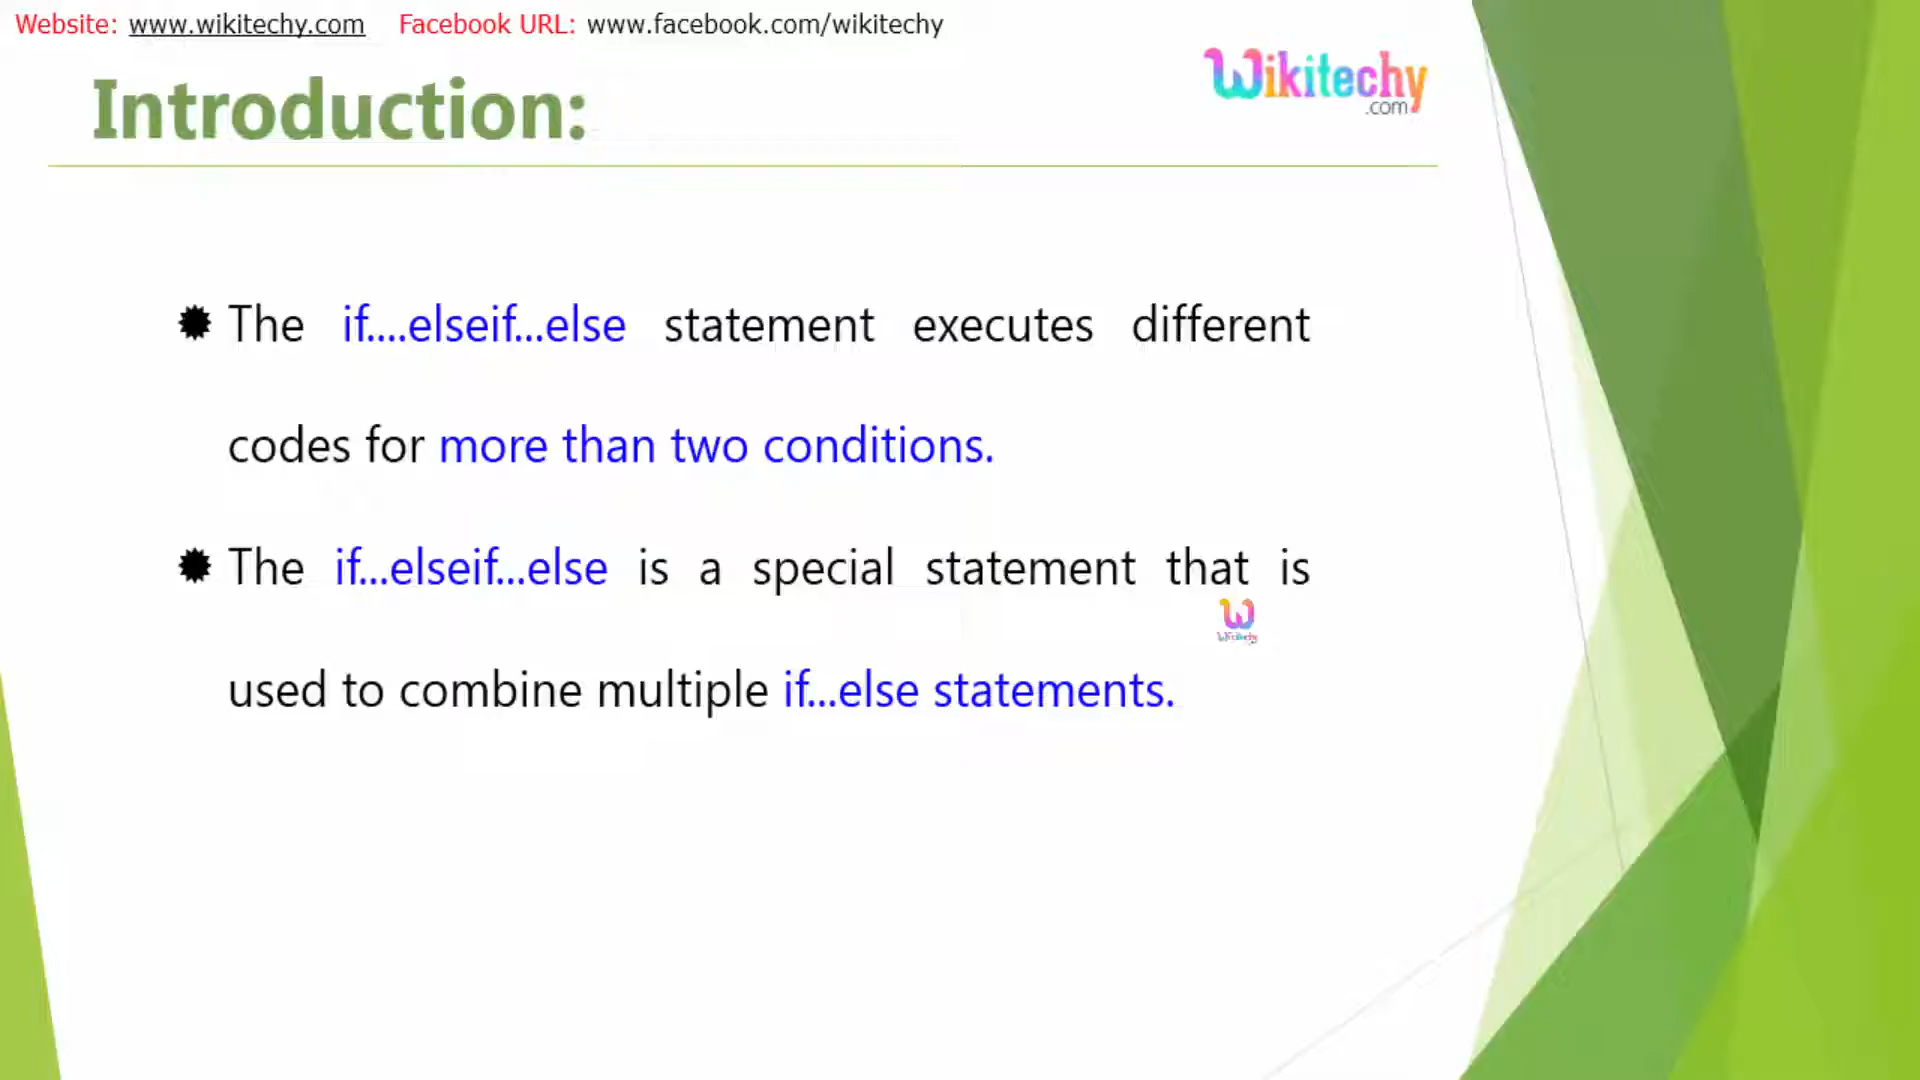 Website: www.wikitechy.com Facebook URL: www.facebook.com/wikitechy
Wikitechy
.com
Introduction:
The if....elseif...else statement executes different
codes for more than two conditions.
The if...elseif...else is a special statement that is
W
Wikitechy
used to combine multiple if...else statements.